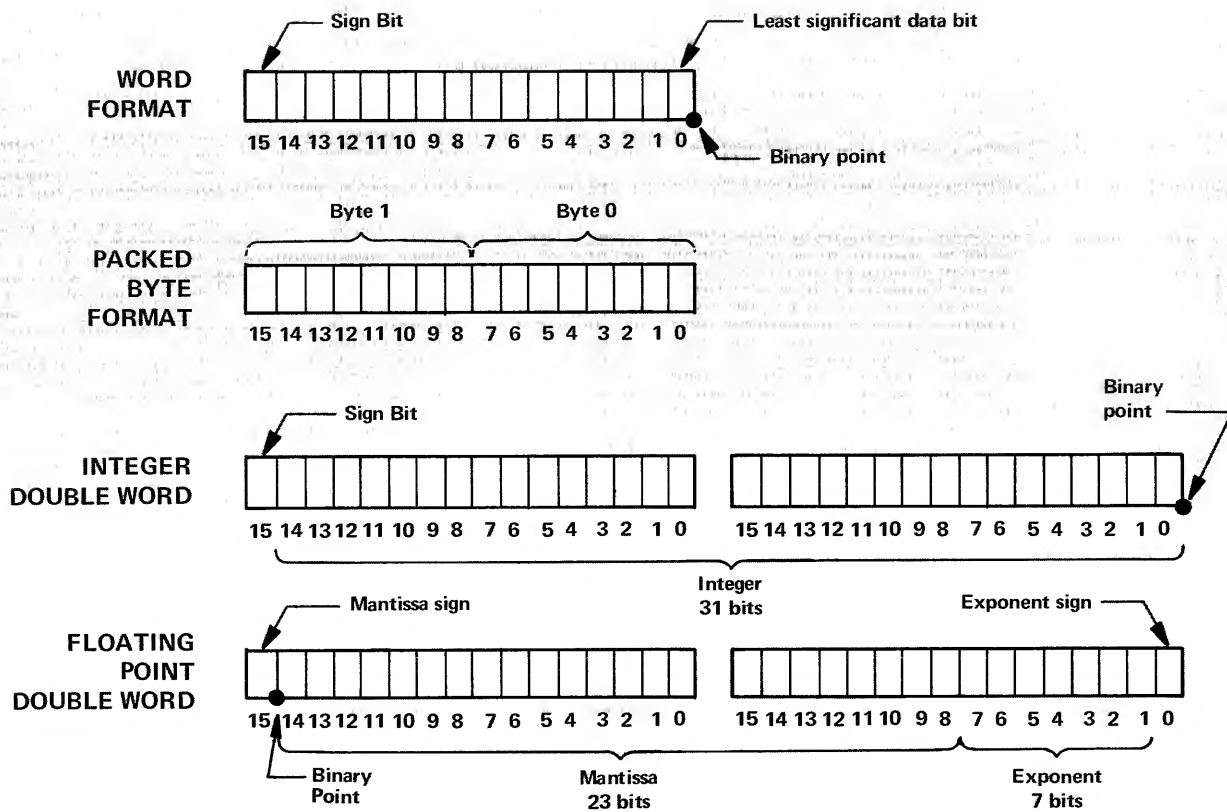 Sign Bit
Least significant data bit
WORD
FORMAT
15 14 13 12 11 10 9 8 7 6 5 4 3 2 1 0
Binary point
Byte 1
Byte 0
PACKED
BYTE
FORMAT
15 14 13 12 11 10 9 8 7 6 5 4 3 2 1 0
Sign Bit
Binary
point
INTEGER
DOUBLE WORD
15 14 13 12 11 10 9 8 7 6 5 4 3 2 1 0
15 14 13 12 11 10 9 8 7 6 5 4 3 2 1 0
Integer
31 bits
Mantissa sign
Exponent sign
FLOATING
POINT
DOUBLE WORD
15 14 13 12 11 10 9 8 7 6 5 4 3 2 1 0
15 14 13 12 11 10 9 8 7 6 5 4 3 2 1 0
Binary
Point
Mantissa
23 bits
Exponent
7 bits